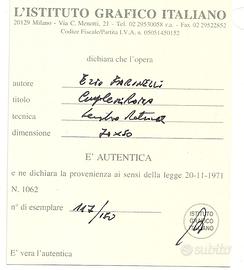 L'ISTITUTO GRAFICO ITALIANO
20129 Milano - Via C. Menotti, 21 - Tel. 02 29530058 r.a. - Fax 02 29522852
Codice Fiscale/Partita I.V.A. n. 05051450152
dichiara che l'opera
autore Ezio FARINELLI
titolo
tecnica
dimensione 70x50
E' AUTENTICA
e ne dichiara la provenienza ai sensi della legge 20-11-1971
N. 1062
n° di esemplare 117/150
ISTITUTO GRAFICO ITALIANO
E' vera l'autentica
subito